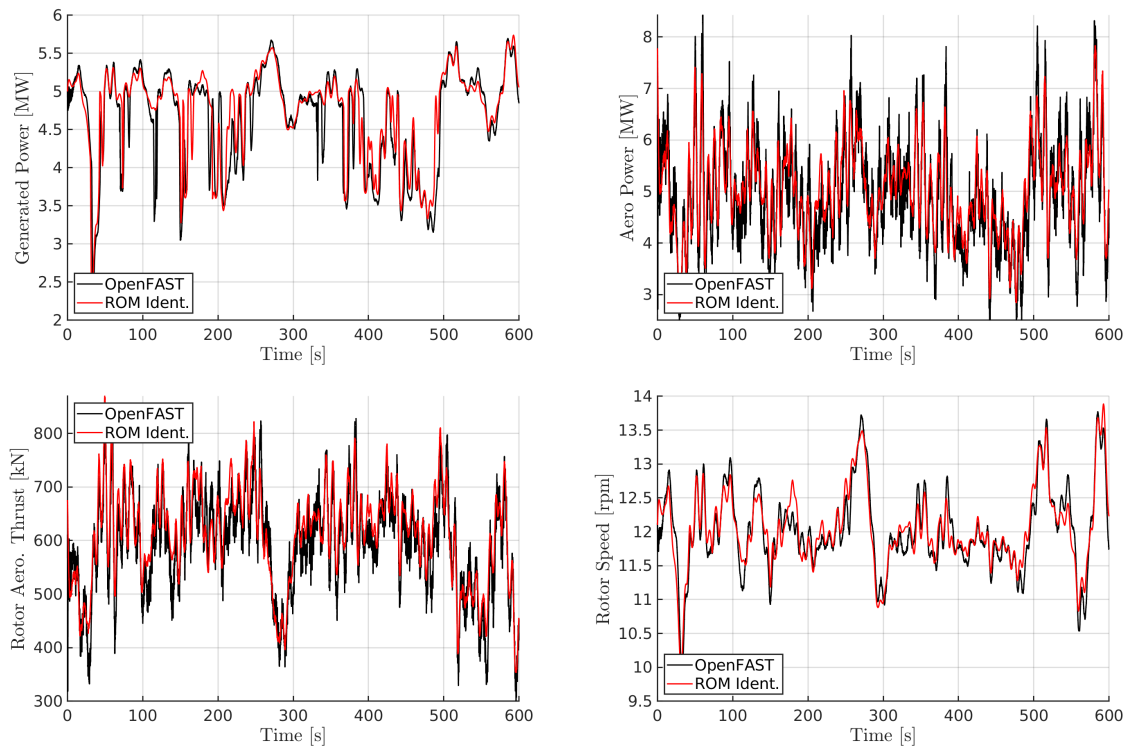 Generated Power [MW]
6
5.5
5
4.5
4
3.5
3
2.5
2
OpenFAST
ROM Ident.
0 100 200 300 400 500 600
Time [s]
Aero Power [MW]
8
7
6
5
4
3
OpenFAST
ROM Ident.
0 100 200 300 400 500 600
Time [s]
Rotor Aero. Thrust [kN]
800
700
600
500
400
300
OpenFAST
ROM Ident.
0 100 200 300 400 500 600
Time [s]
Rotor Speed [rpm]
14
13.5
13
12.5
12
11.5
11
10.5
10
9.5
OpenFAST
ROM Ident.
0 100 200 300 400 500 600
Time [s]